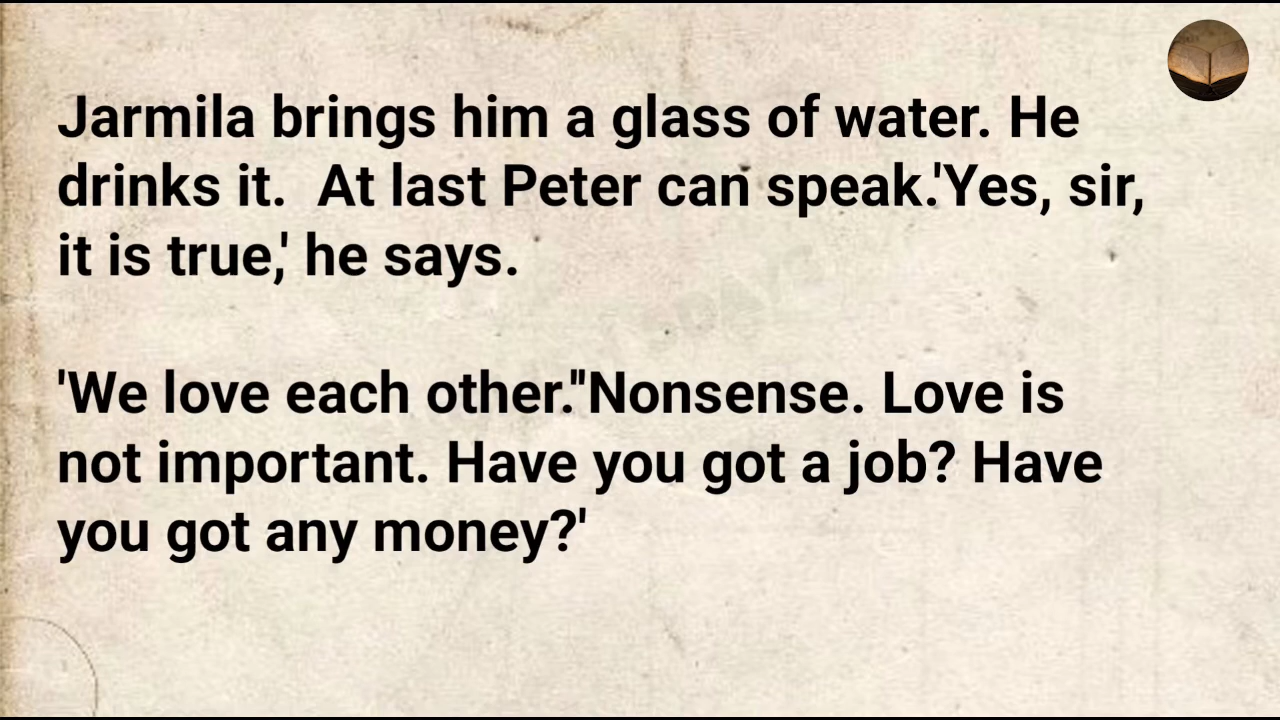 Jarmila brings him a glass of water. He
drinks it.  At last Peter can speak.'Yes, sir,
it is true,' he says.
'We love each other.''Nonsense. Love is
not important. Have you got a job? Have
you got any money?'